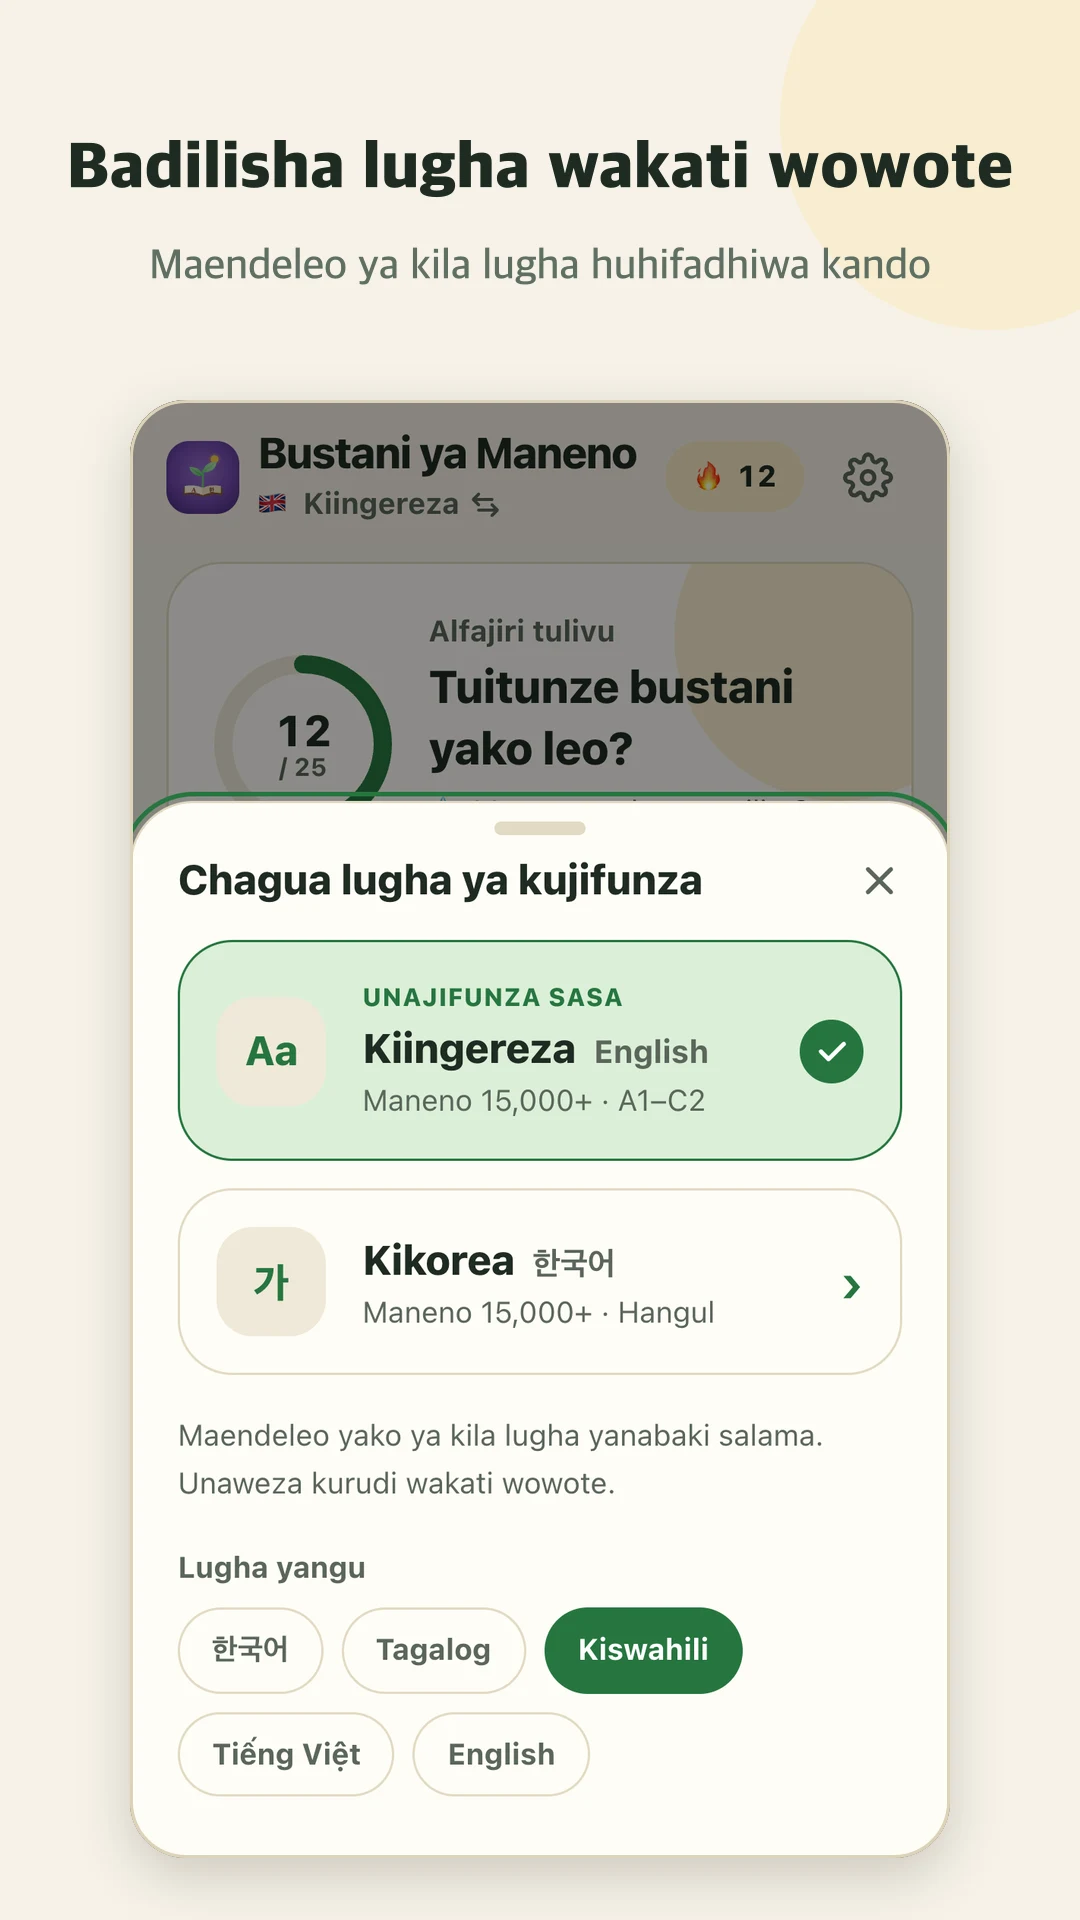 Badilisha lugha wakati wowote
Maendeleo ya kila lugha huhifadhiwa kando
Bustani ya Maneno
Kiingereza
12
Alfajiri tulivu
Tuitunze bustani
yako leo?
12
/ 25
Chagua lugha ya kujifunza
UNAJIFUNZA SASA
Aa
Kiingereza English
Maneno 15,000+ · A1–C2
가
Kikorea 한국어
Maneno 15,000+ · Hangul
Maendeleo yako ya kila lugha yanabaki salama.
Unaweza kurudi wakati wowote.
Lugha yangu
한국어
Tagalog
Kiswahili
Tiếng Việt
English